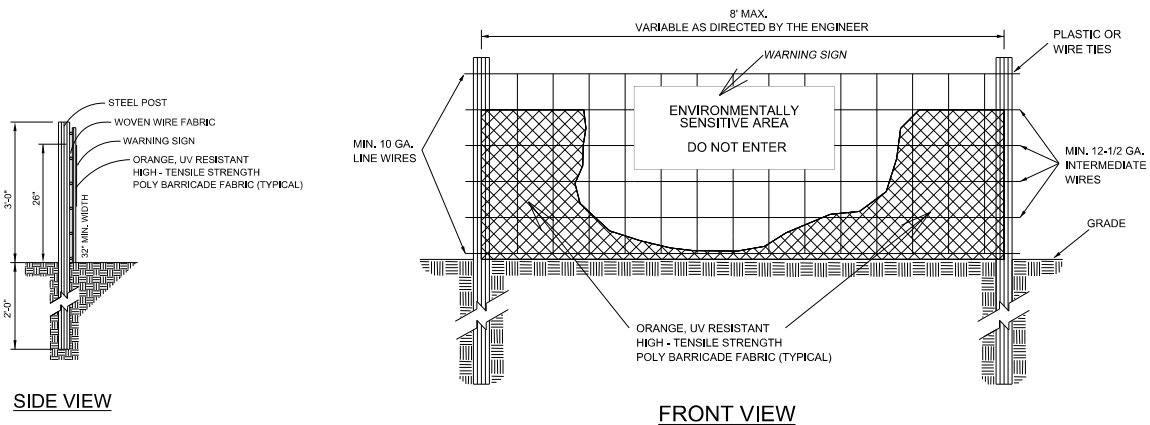 STEEL POST
WOVEN WIRE FABRIC
WARNING SIGN
ORANGE, UV RESISTANT
HIGH - TENSILE STRENGTH
POLY BARRICADE FABRIC (TYPICAL)
3'-0"
26"
32" MIN. WIDTH
2'-0"
SIDE VIEW
8' MAX.
VARIABLE AS DIRECTED BY THE ENGINEER
WARNING SIGN
PLASTIC OR
WIRE TIES
ENVIRONMENTALLY
SENSITIVE AREA
DO NOT ENTER
MIN. 10 GA.
LINE WIRES
MIN. 12-1/2 GA.
INTERMEDIATE
WIRES
GRADE
ORANGE, UV RESISTANT
HIGH - TENSILE STRENGTH
POLY BARRICADE FABRIC (TYPICAL)
FRONT VIEW